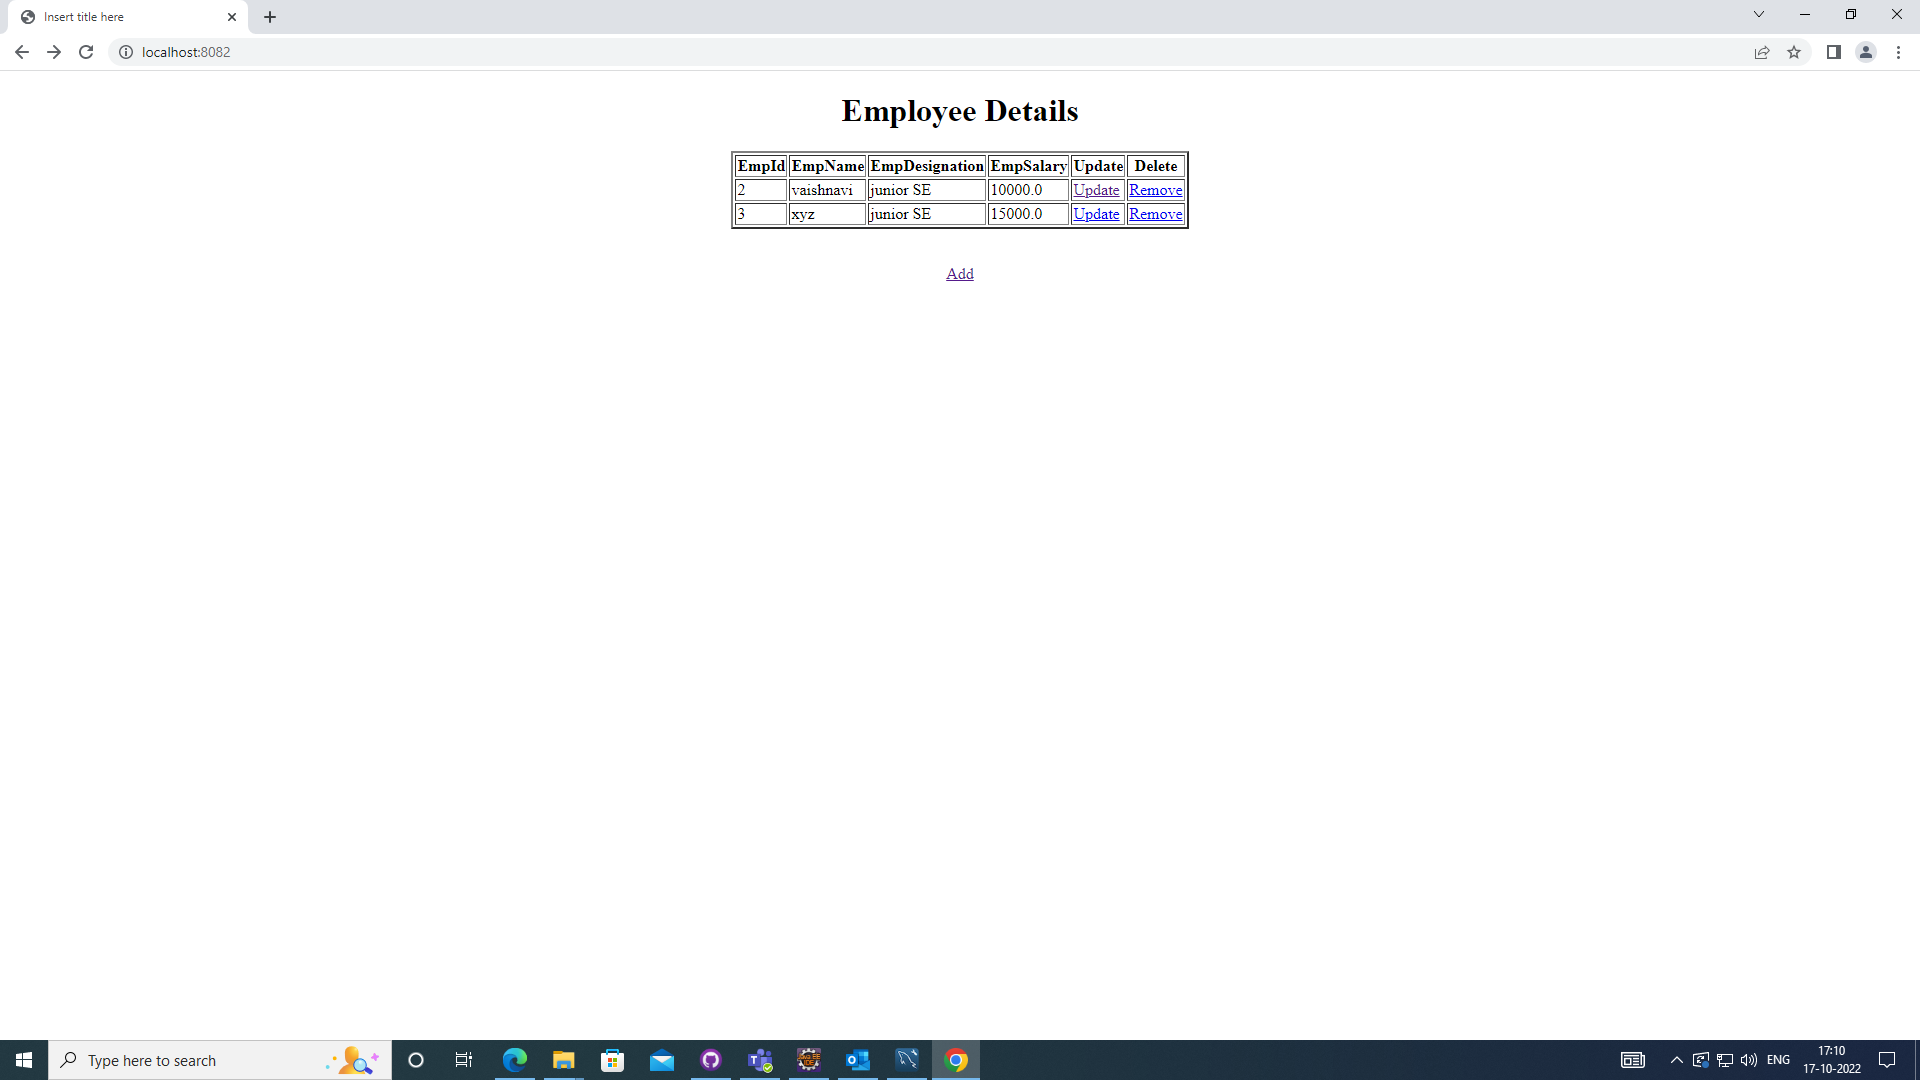 Insert title here
localhost:8082
Employee Details
EmpId EmpName EmpDesignation EmpSalary Update Delete
2 vaishnavi junior SE 10000.0 Update Remove
3 xyz junior SE 15000.0 Update Remove
Add
Type here to search
ENG
17:10
17-10-2022